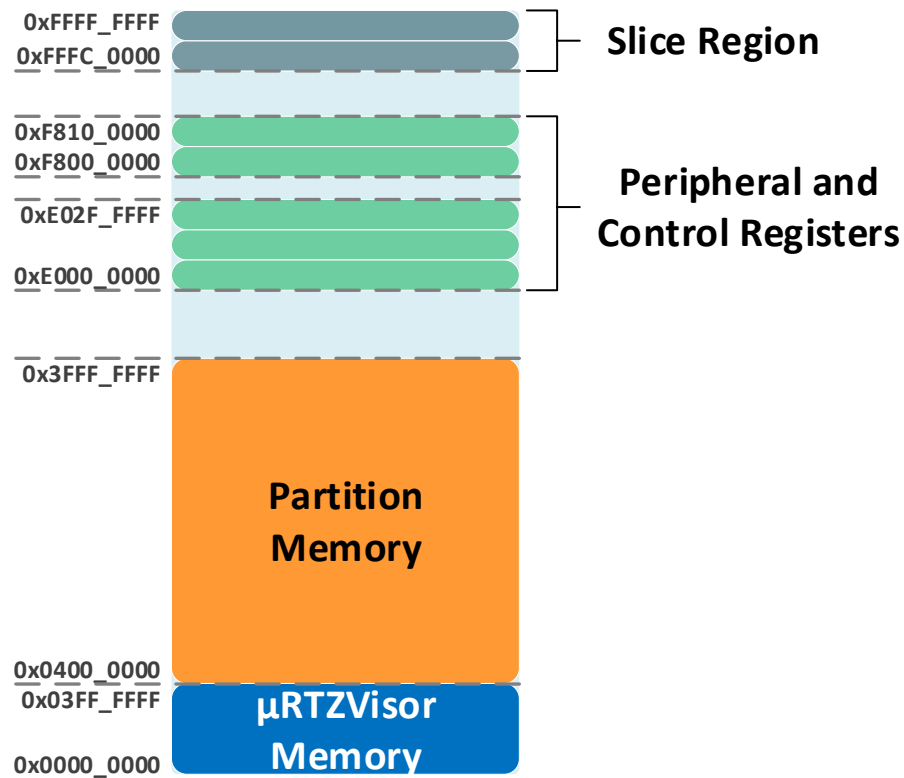 0xFFFF_FFFF
0xFFFC_0000
Slice Region
0xF810_0000
0xF800_0000
0xE02F_FFFF
0xE000_0000
Peripheral and
Control Registers
0x3FFF_FFFF
Partition
Memory
0x0400_0000
0x03FF_FFFF
µRTZVisor
Memory
0x0000_0000